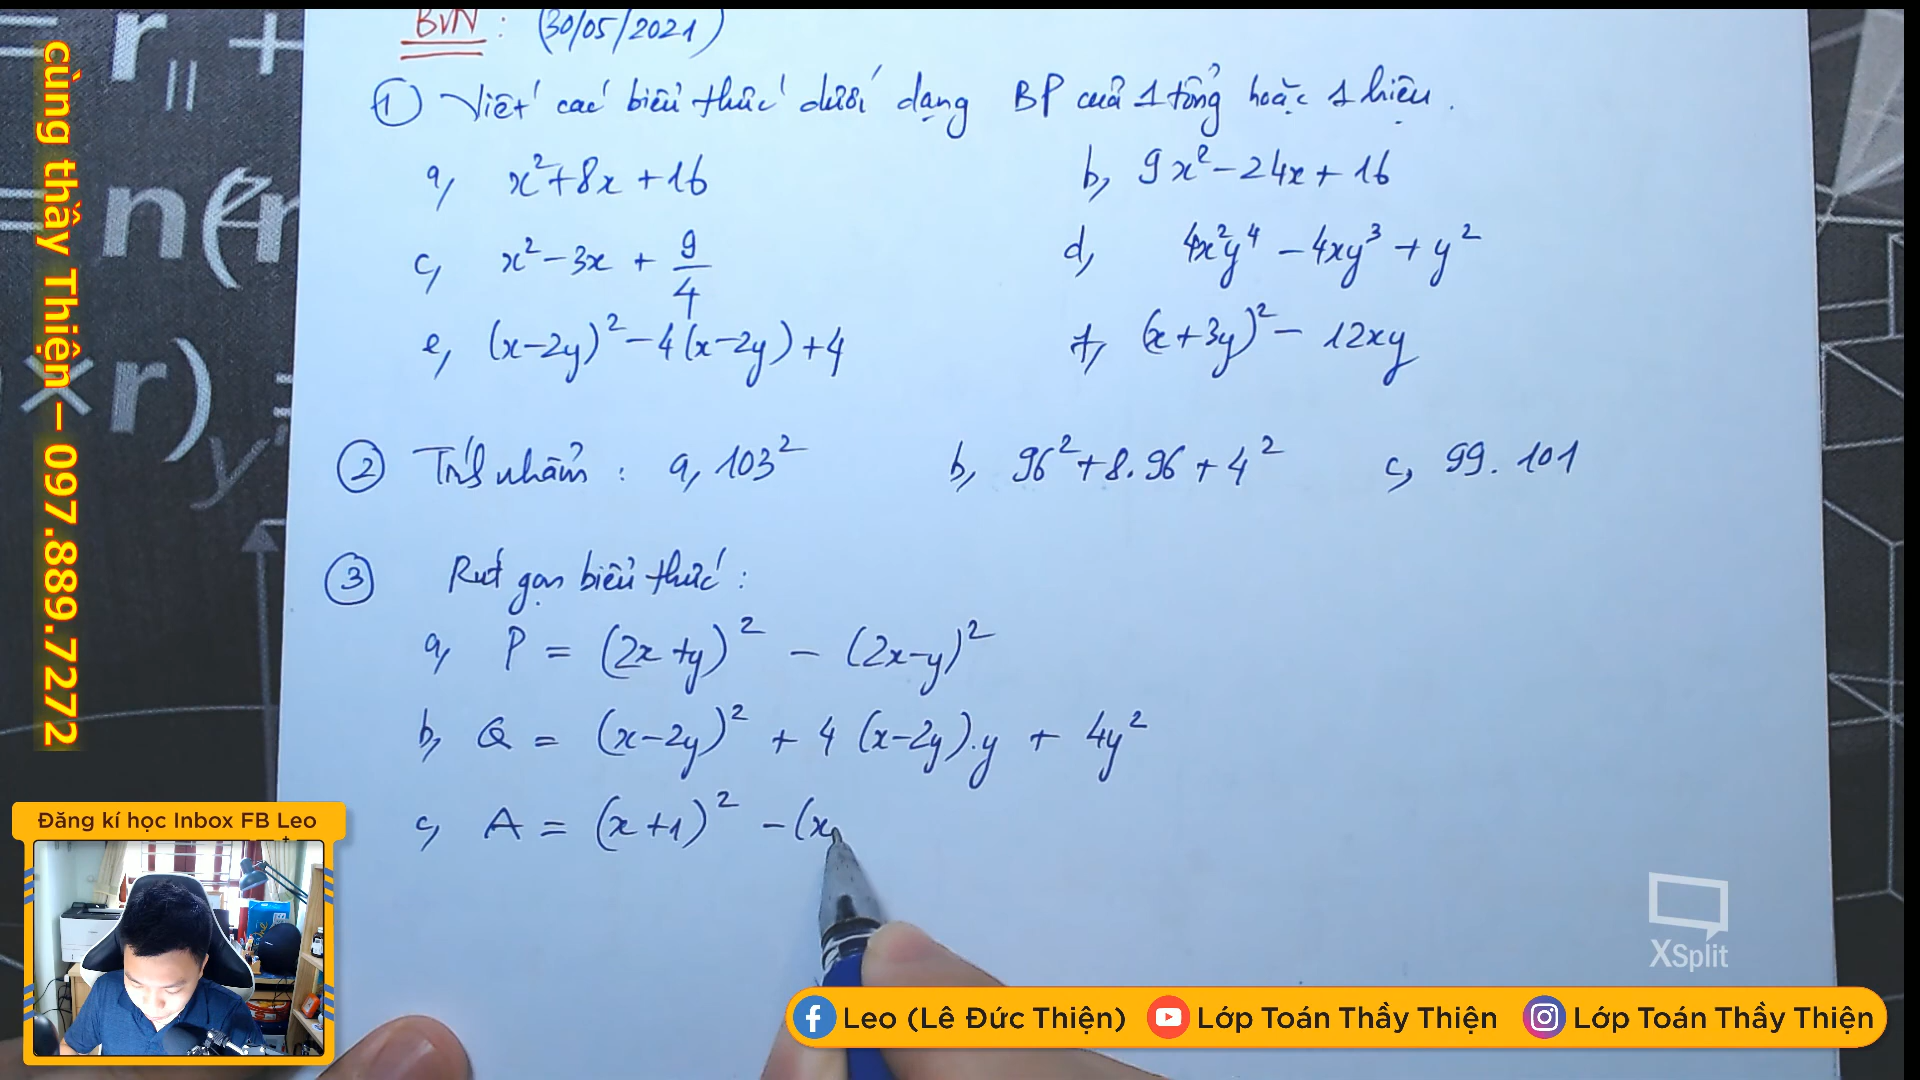 BVN : (30/05/2021)
① Viết các biểu thức dưới dạng BP của 1 tổng hoặc 1 hiệu.
a, x²+8x+16
b, 9x²-24x+16
c, x²-3x+9/4
d, 4x²y⁴-4xy³+y²
e, (x-2y)²-4(x-2y)+4
f, (x+3y)²-12xy
② Tính nhẩm : a, 103² b, 96²+8.96+4² c, 99.101
③ Rút gọn biểu thức :
a, P = (2x+y)² - (2x-y)²
b, Q = (x-2y)² + 4(x-2y).y + 4y²
c, A = (x+1)² - (x
cùng thầy Thiện – 097.889.7272
= r +
||
= n(
r)
y
Đăng kí học Inbox FB Leo
XSplit
Leo (Lê Đức Thiện) Lớp Toán Thầy Thiện Lớp Toán Thầy Thiện